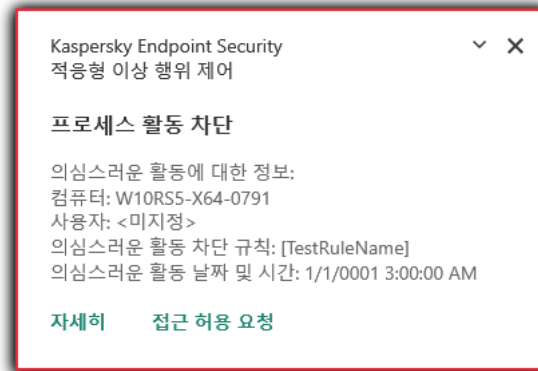 Kaspersky Endpoint Security
적응형 이상 행위 제어
프로세스 활동 차단
의심스러운 활동에 대한 정보:
컴퓨터: W10RS5-X64-0791
사용자: <미지정>
의심스러운 활동 차단 규칙: [TestRuleName]
의심스러운 활동 날짜 및 시간: 1/1/0001 3:00:00 AM
자세히 접근 허용 요청